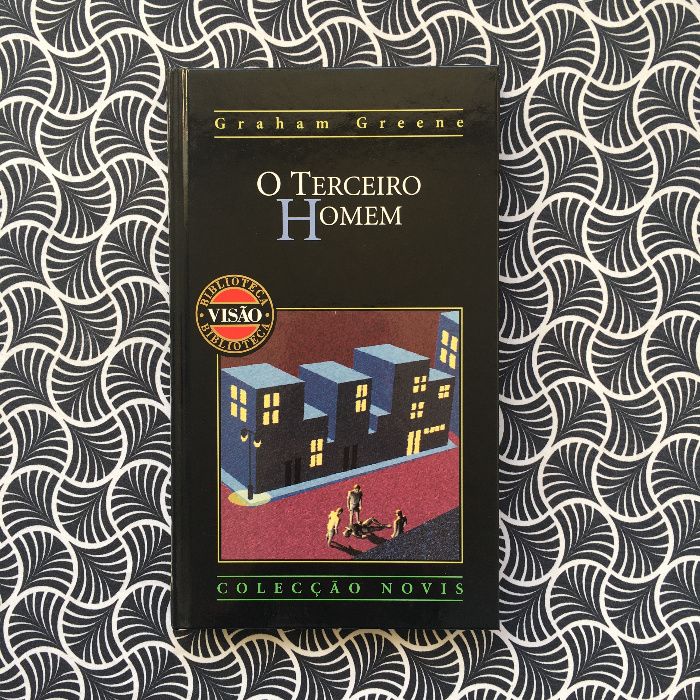 Graham Greene
O TERCEIRO
HOMEM
BIBLIOTECA
VISÃO
BIBLIOTECA
COLECÇÃO NOVIS